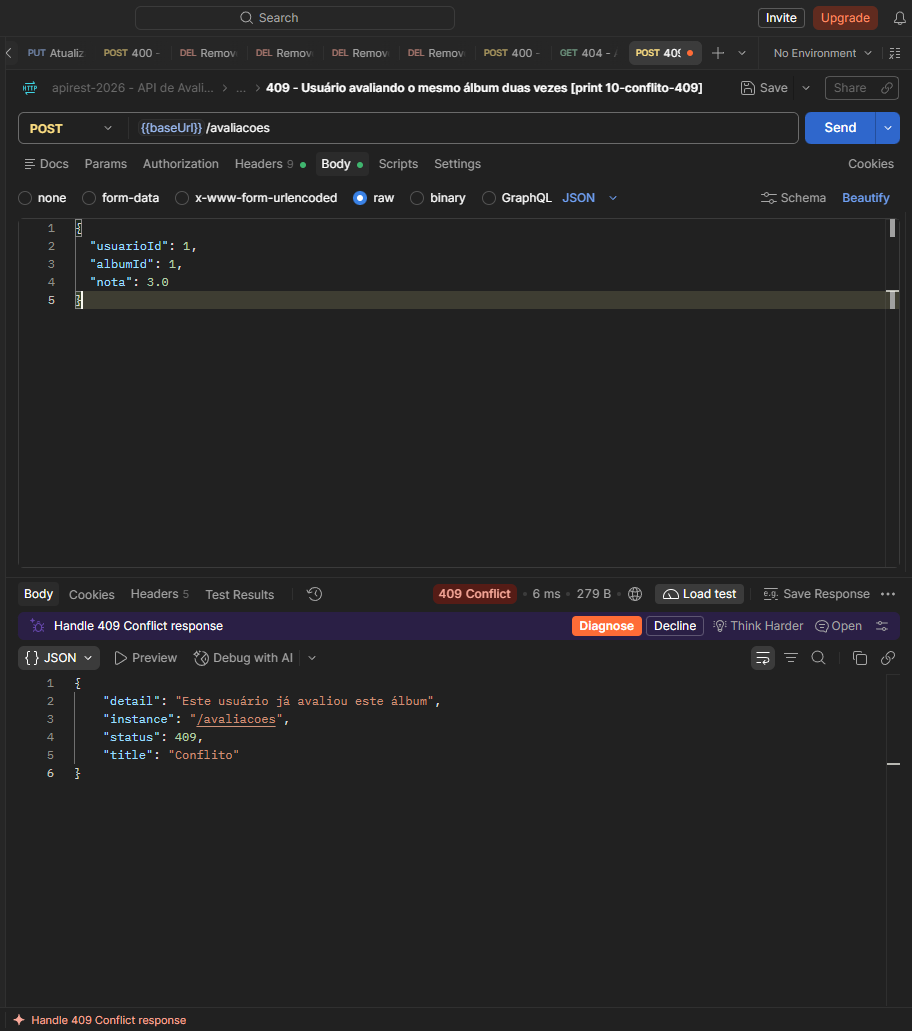 Search Invite Upgrade
PUT Atualiz POST 400 - DEL Remov DEL Remov DEL Remov DEL Remov POST 400 - GET 404 - POST 409 No Environment
HTTP apirest-2026 - API de Avali... > ... > 409 - Usuário avaliando o mesmo álbum duas vezes [print 10-conflito-409] Save Share
POST {{baseUrl}} /avaliacoes Send
Docs Params Authorization Headers 9 Body Scripts Settings Cookies
none form-data x-www-form-urlencoded raw binary GraphQL JSON Schema Beautify
1 {
2 "usuarioId": 1,
3 "albumId": 1,
4 "nota": 3.0
5 }
Body Cookies Headers 5 Test Results 409 Conflict • 6 ms • 279 B • Load test e.g. Save Response
Handle 409 Conflict response Diagnose Decline Think Harder Open
{} JSON Preview Debug with AI
1 {
2 "detail": "Este usuário já avaliou este álbum",
3 "instance": "/avaliacoes",
4 "status": 409,
5 "title": "Conflito"
6 }
Handle 409 Conflict response